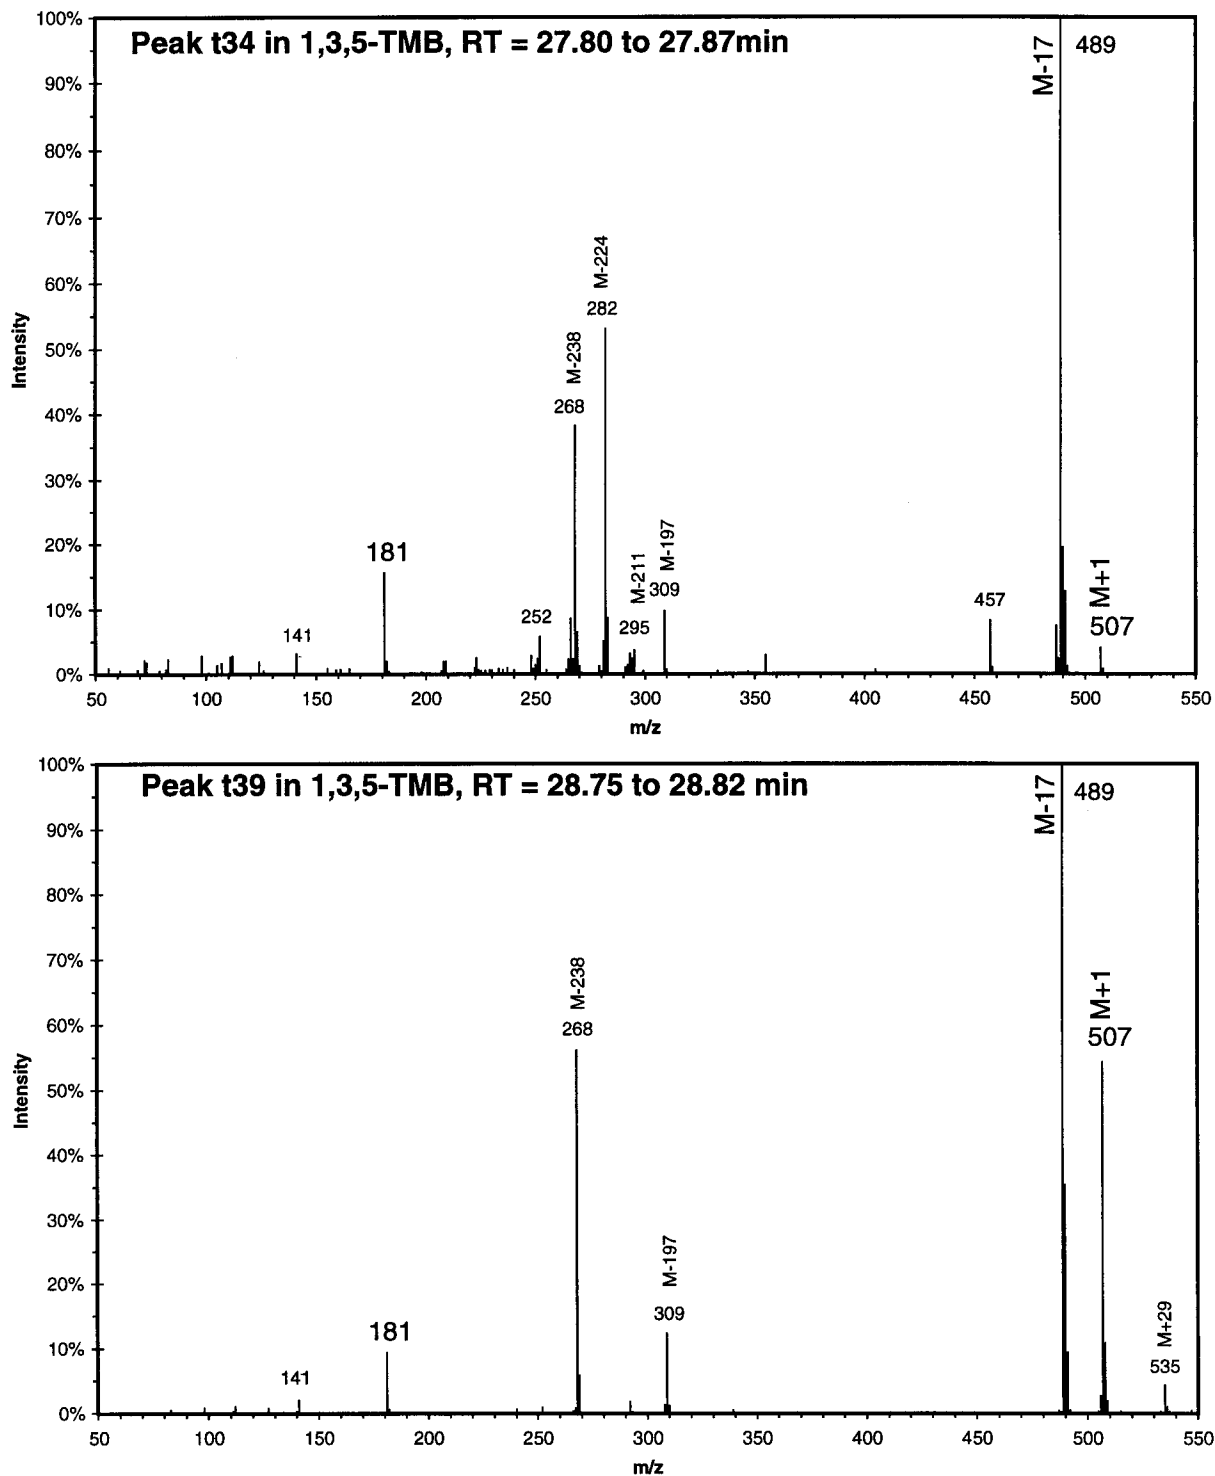 Peak t34 in 1,3,5-TMB, RT = 27.80 to 27.87min
100%
90%
80%
70%
60%
50%
40%
30%
20%
10%
0%
Intensity
M-17
489
M-224
282
M-238
268
181
141
252
M-211
295
M-197
309
457
M+1
507
50 100 150 200 250 300 350 400 450 500 550
m/z
Peak t39 in 1,3,5-TMB, RT = 28.75 to 28.82 min
100%
90%
80%
70%
60%
50%
40%
30%
20%
10%
0%
Intensity
M-17
489
M-238
268
M+1
507
M-197
309
181
141
M+29
535
50 100 150 200 250 300 350 400 450 500 550
m/z